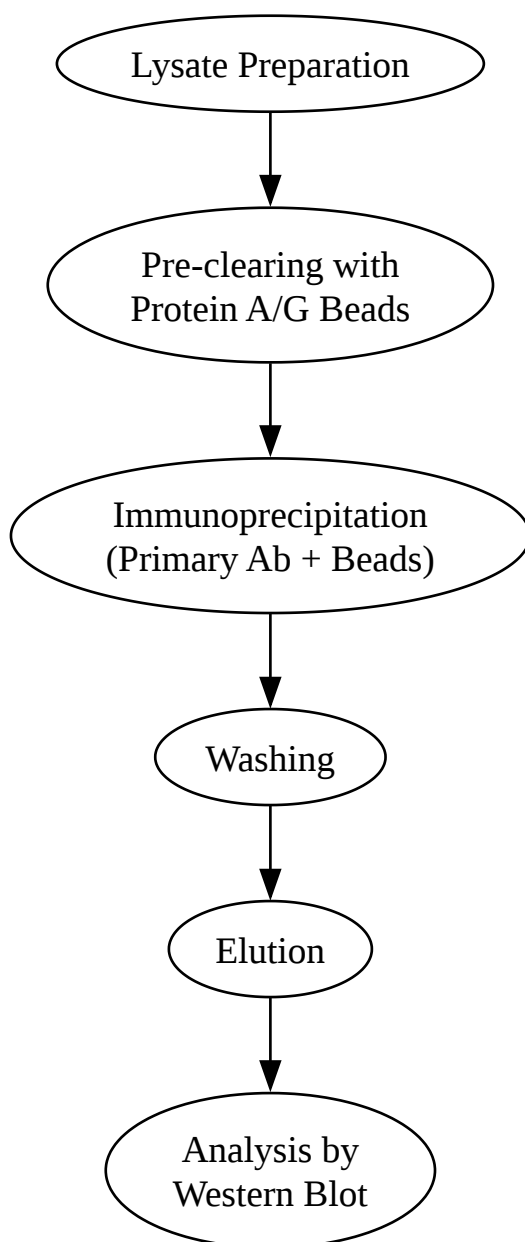 Lysate Preparation
Pre-clearing with
Protein A/G Beads
Immunoprecipitation
(Primary Ab + Beads)
Washing
Elution
Analysis by
Western Blot